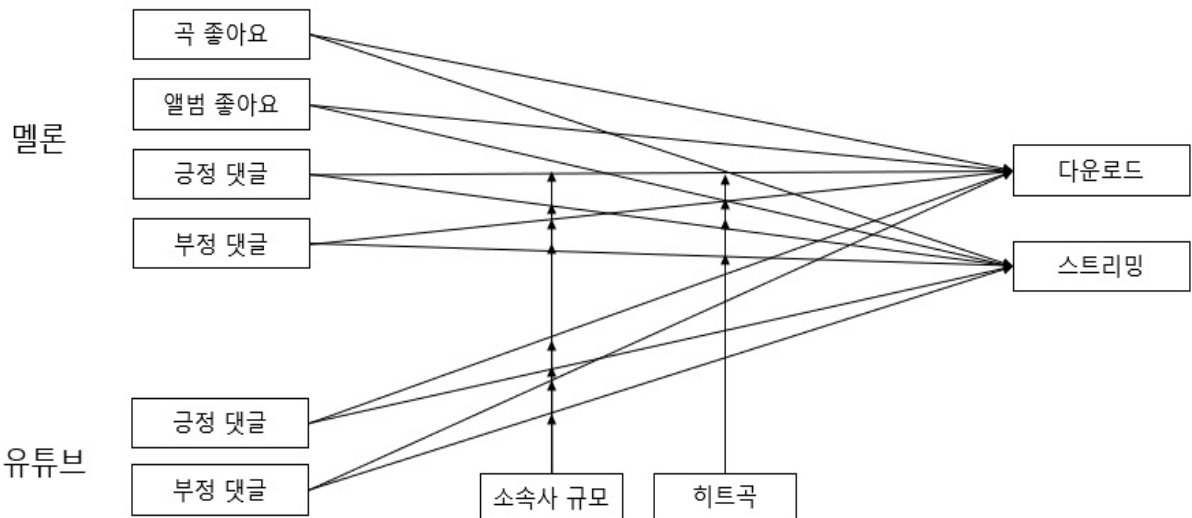 곡 좋아요
앨범 좋아요
멜론
긍정 댓글
부정 댓글
다운로드
스트리밍
유튜브
긍정 댓글
부정 댓글
소속사 규모
히트곡